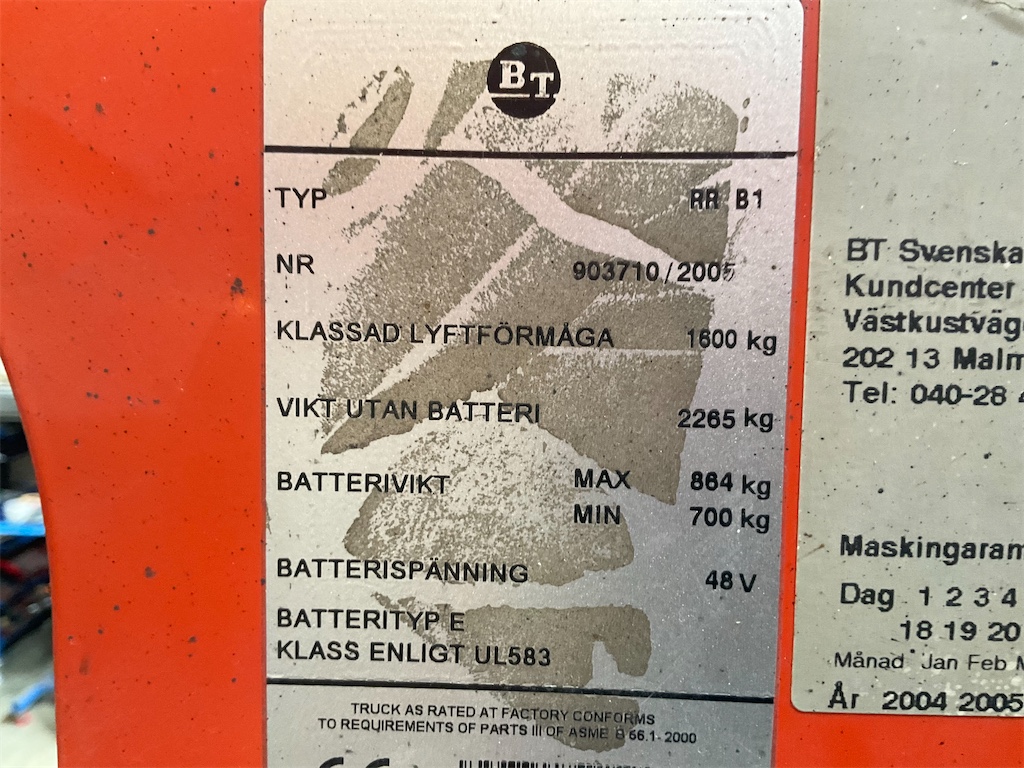 BT
TYP RR B1
NR 903710/2005
KLASSAD LYFTFÖRMÅGA 1600 kg
VIKT UTAN BATTERI 2265 kg
BATTERIVIKT MAX 864 kg
MIN 700 kg
BATTERISPÄNNING 48 V
BATTERITYP E
KLASS ENLIGT UL583
TRUCK AS RATED AT FACTORY CONFORMS
TO REQUIREMENTS OF PARTS III OF ASME B 56.1-2000
CE
BT Svenska
Kundcenter
Västkustväg
202 13 Malm
Tel: 040-28
Maskingaran
Dag 1 2 3 4
18 19 20
Månad Jan Feb
År 2004 2005